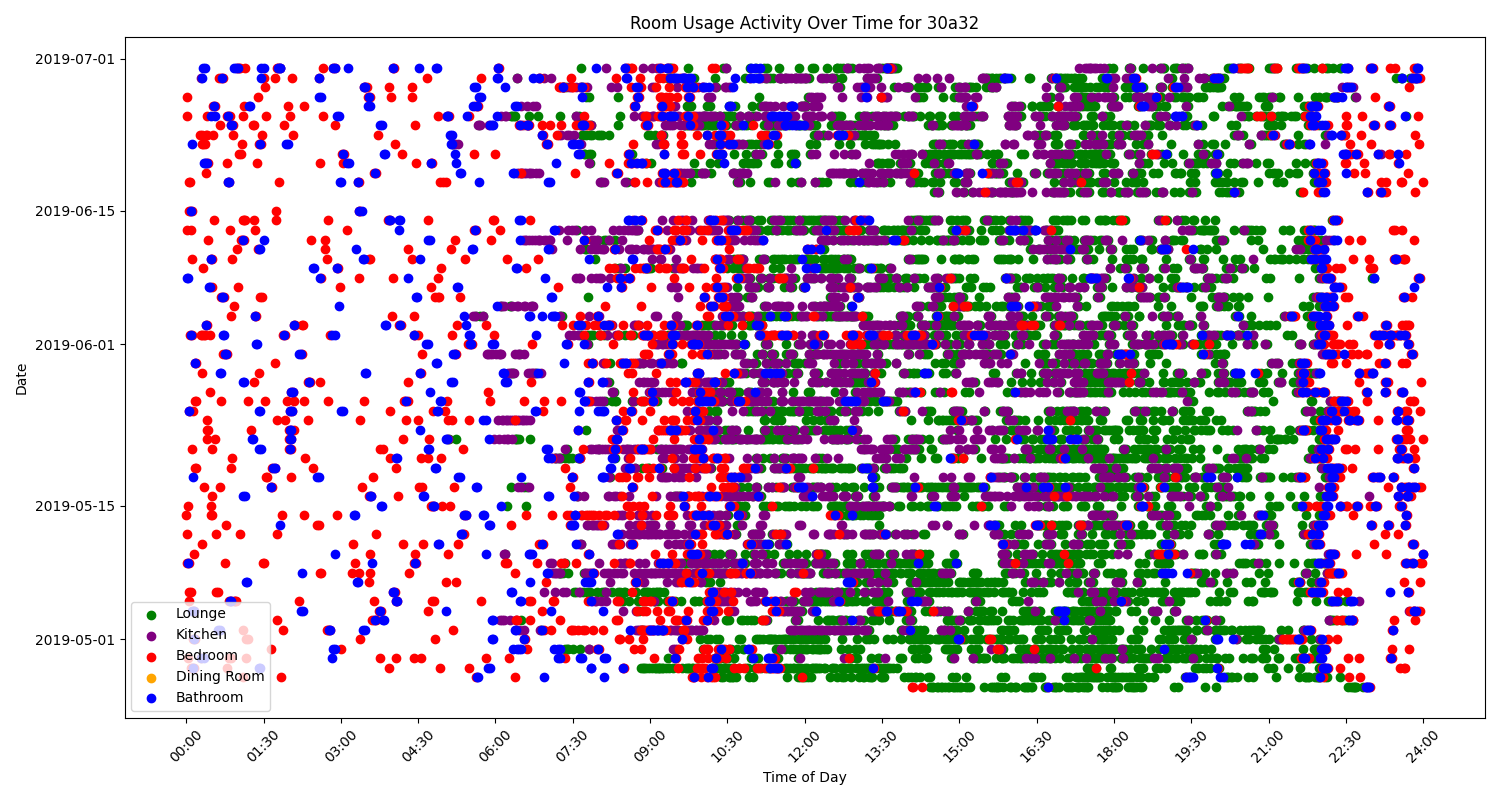 Room Usage Activity Over Time for 30a32
2019-07-01
2019-06-15
2019-06-01
2019-05-15
2019-05-01
Date
Lounge
Kitchen
Bedroom
Dining Room
Bathroom
00:00
01:30
03:00
04:30
06:00
07:30
09:00
10:30
12:00
13:30
15:00
16:30
18:00
19:30
21:00
22:30
24:00
Time of Day